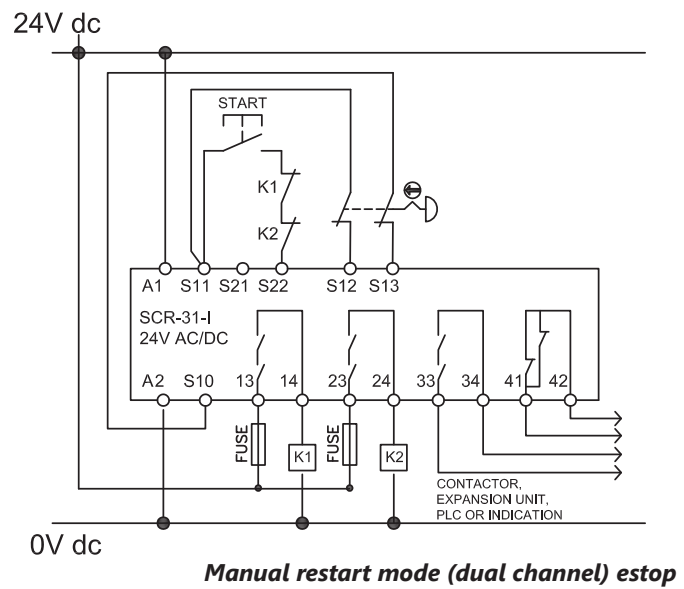 24V dc
START
K1
K2
A1 S11 S21 S22 S12 S13
SCR-31-I
24V AC/DC
A2 S10 13 14 23 24 33 34 41 42
FUSE K1 FUSE K2
CONTACTOR,
EXPANSION UNIT,
PLC OR INDICATION
0V dc
Manual restart mode (dual channel) estop